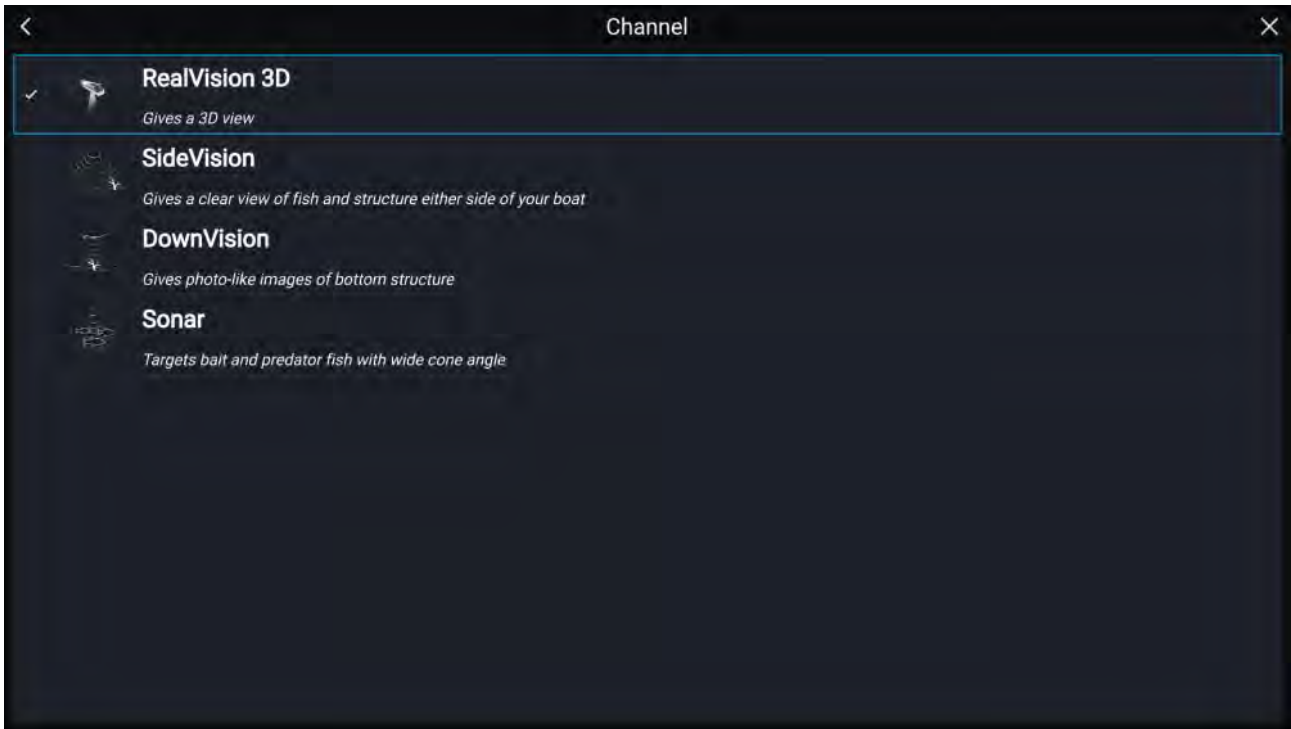 Channel
RealVision 3D
Gives a 3D view
SideVision
Gives a clear view of fish and structure either side of your boat
DownVision
Gives photo-like images of bottom structure
Sonar
Targets bait and predator fish with wide cone angle